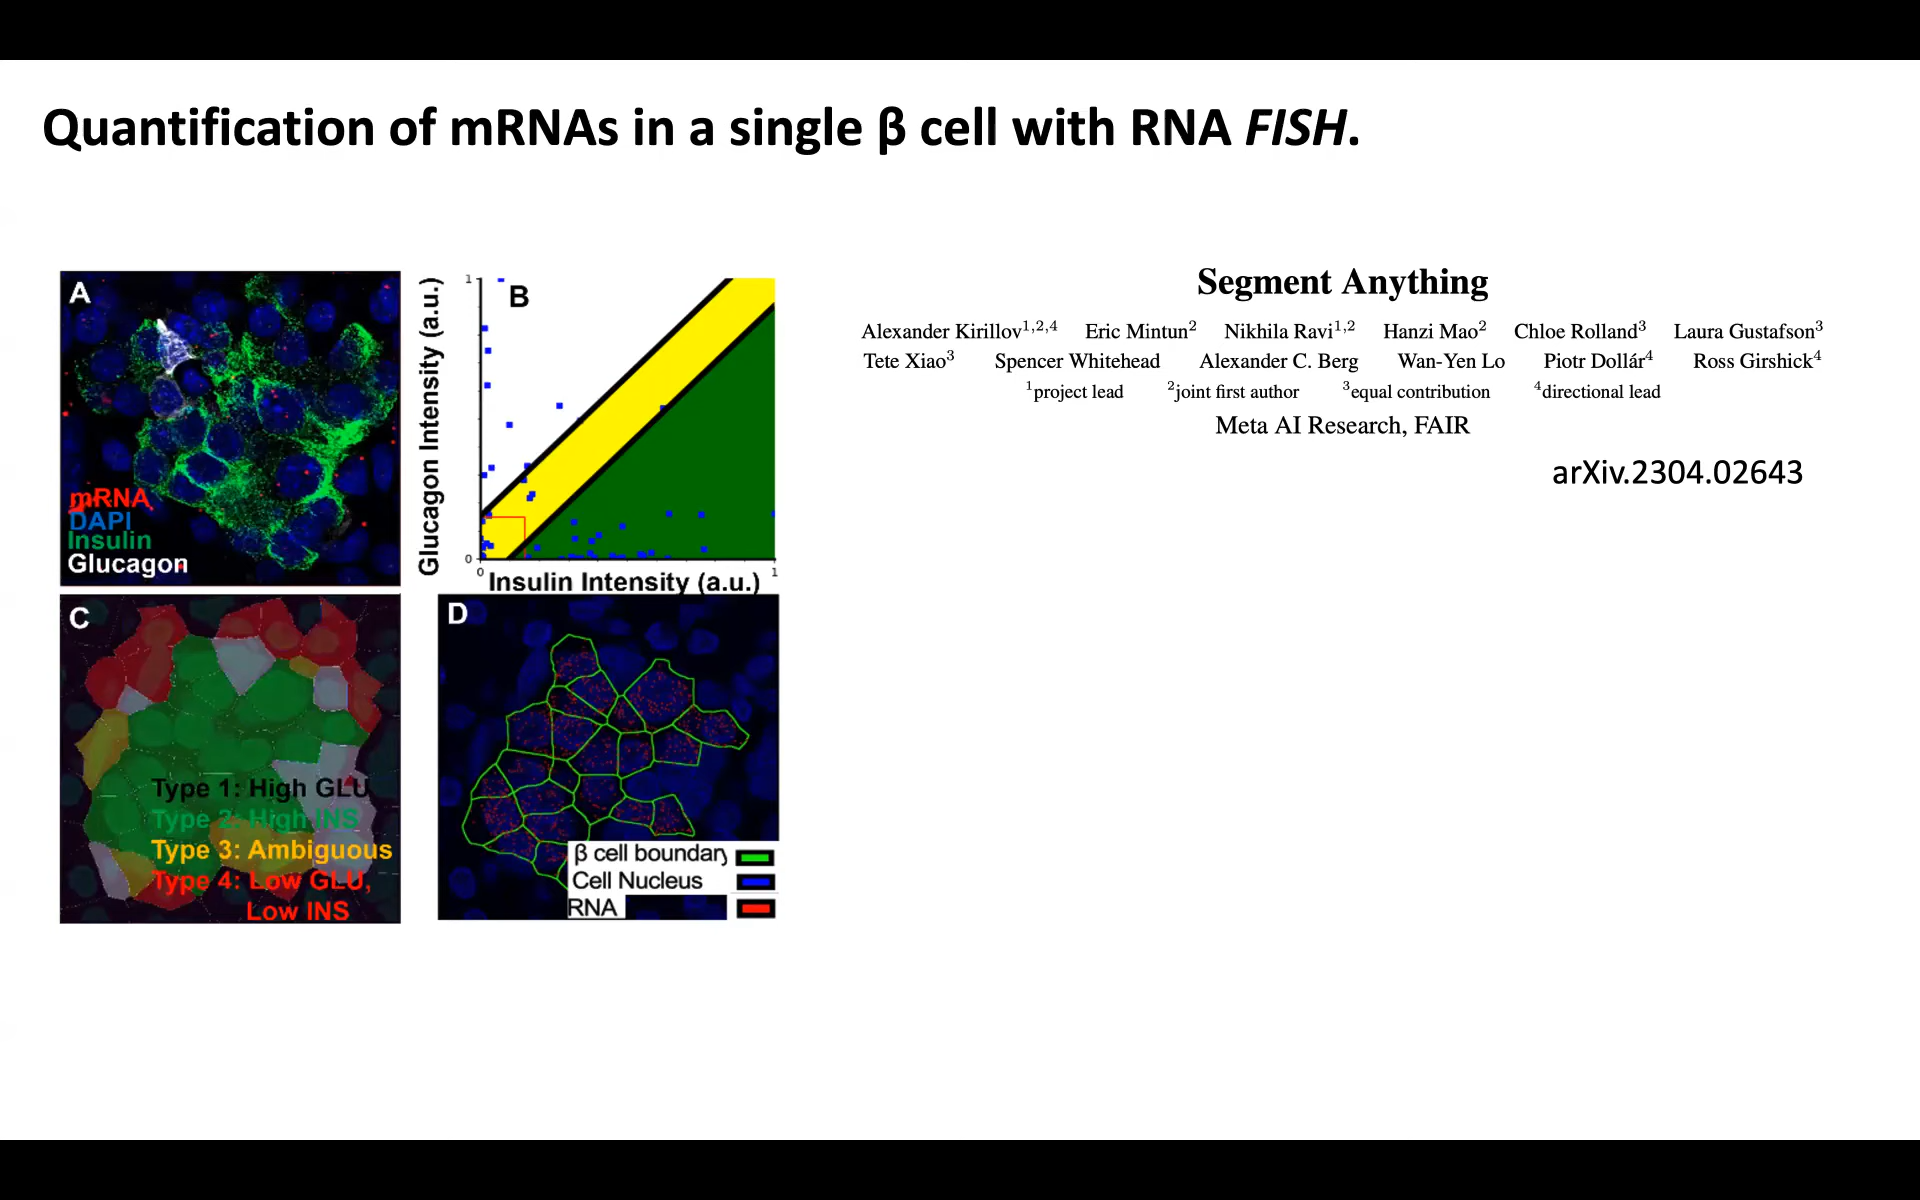 Quantification of mRNAs in a single β cell with RNA FISH.
A
mRNA
DAPI
Insulin
Glucagon
B
Glucagon Intensity (a.u.)
1
0
0
1
Insulin Intensity (a.u.)
C
Type 1: High GLU
Type 2: High INS
Type 3: Ambiguous
Type 4: Low GLU,
Low INS
D
β cell boundary
Cell Nucleus
RNA
Segment Anything
Alexander Kirillov1,2,4 Eric Mintun2 Nikhila Ravi1,2 Hanzi Mao2 Chloe Rolland3 Laura Gustafson3
Tete Xiao3 Spencer Whitehead Alexander C. Berg Wan-Yen Lo Piotr Dollár4 Ross Girshick4
1project lead 2joint first author 3equal contribution 4directional lead
Meta AI Research, FAIR
arXiv.2304.02643